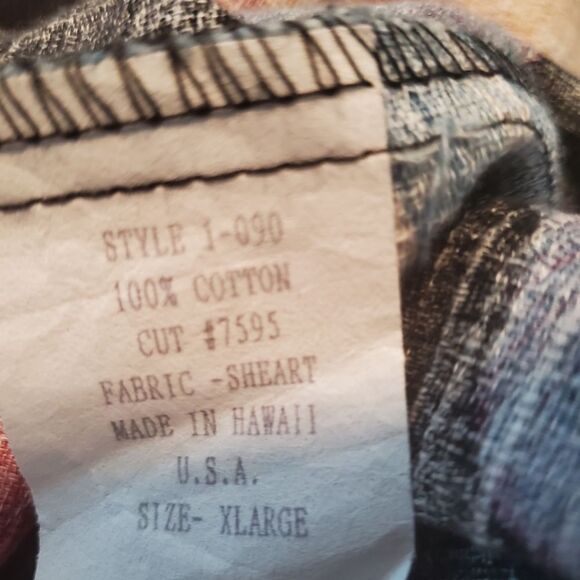 STYLE 1-090
100% COTTON
CUT #7595
FABRIC -SHEART
MADE IN HAWAII
U.S.A.
SIZE- XLARGE